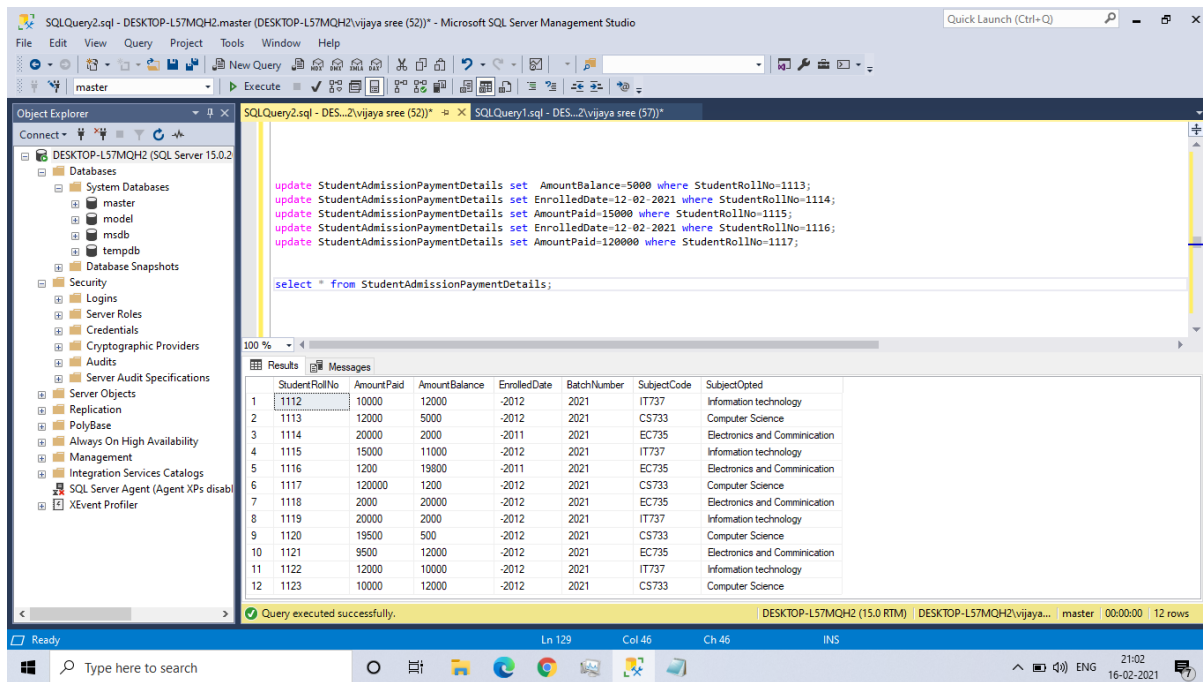 SQLQuery2.sql - DESKTOP-L57MQH2.master (DESKTOP-L57MQH2\vijaya sree (52))* - Microsoft SQL Server Management Studio
Quick Launch (Ctrl+Q)
File Edit View Query Project Tools Window Help
New Query
master
Execute
Object Explorer
SQLQuery2.sql - DES...2\vijaya sree (52))*
SQLQuery1.sql - DES...2\vijaya sree (57))*
Connect
DESKTOP-L57MQH2 (SQL Server 15.0.2
Databases
System Databases
master
model
msdb
tempdb
Database Snapshots
Security
Logins
Server Roles
Credentials
Cryptographic Providers
Audits
Server Audit Specifications
Server Objects
Replication
PolyBase
Always On High Availability
Management
Integration Services Catalogs
SQL Server Agent (Agent XPs disabl
XEvent Profiler
update StudentAdmissionPaymentDetails set  AmountBalance=5000 where StudentRollNo=1113;
update StudentAdmissionPaymentDetails set EnrolledDate=12-02-2021 where StudentRollNo=1114;
update StudentAdmissionPaymentDetails set AmountPaid=15000 where StudentRollNo=1115;
update StudentAdmissionPaymentDetails set EnrolledDate=12-02-2021 where StudentRollNo=1116;
update StudentAdmissionPaymentDetails set AmountPaid=120000 where StudentRollNo=1117;
select * from StudentAdmissionPaymentDetails;
100 %
Results Messages
StudentRollNo AmountPaid AmountBalance EnrolledDate BatchNumber SubjectCode SubjectOpted
1 1112 10000 12000 -2012 2021 IT737 Information technology
2 1113 12000 5000 -2012 2021 CS733 Computer Science
3 1114 20000 2000 -2011 2021 EC735 Electronics and Comminication
4 1115 15000 11000 -2012 2021 IT737 Information technology
5 1116 1200 19800 -2011 2021 EC735 Electronics and Comminication
6 1117 120000 1200 -2012 2021 CS733 Computer Science
7 1118 2000 20000 -2012 2021 EC735 Electronics and Comminication
8 1119 20000 2000 -2012 2021 IT737 Information technology
9 1120 19500 500 -2012 2021 CS733 Computer Science
10 1121 9500 12000 -2012 2021 EC735 Electronics and Comminication
11 1122 12000 10000 -2012 2021 IT737 Information technology
12 1123 10000 12000 -2012 2021 CS733 Computer Science
Query executed successfully.
DESKTOP-L57MQH2 (15.0 RTM) DESKTOP-L57MQH2\vijaya... master 00:00:00 12 rows
Ready
Ln 129 Col 46 Ch 46 INS
Type here to search
ENG
21:02
16-02-2021
7